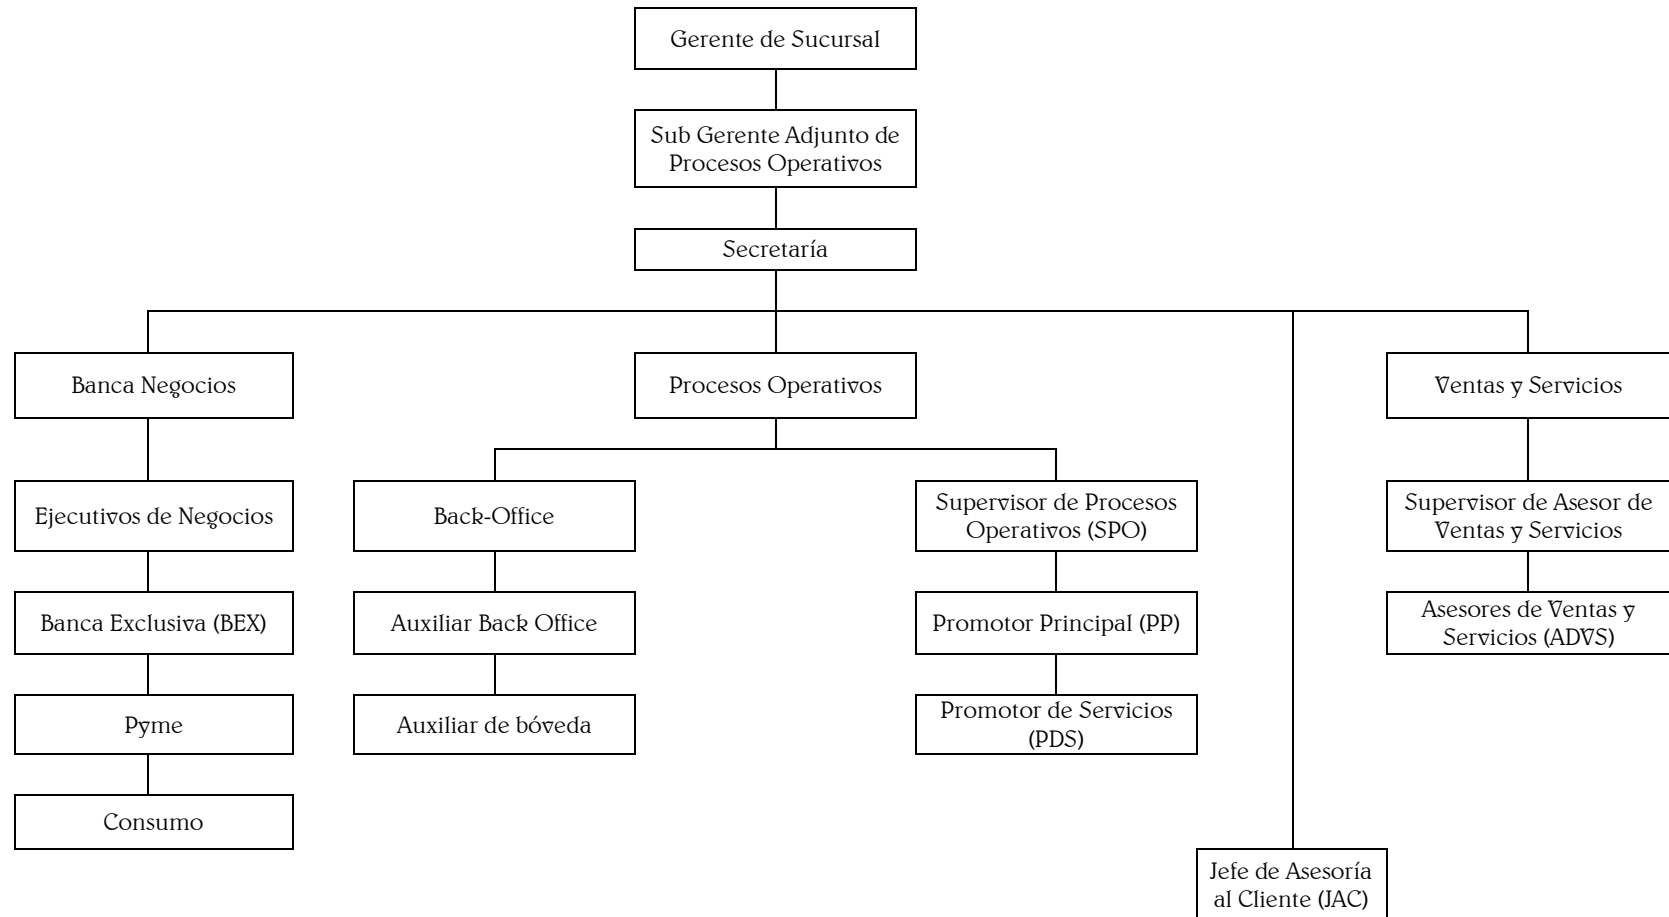 Gerente de Sucursal
Sub Gerente Adjunto de
Procesos Operativos
Secretaría
Banca Negocios
Procesos Operativos
Ventas y Servicios
Ejecutivos de Negocios
Back-Office
Supervisor de Procesos
Operativos (SPO)
Supervisor de Asesor de
Ventas y Servicios
Banca Exclusiva (BEX)
Auxiliar Back Office
Promotor Principal (PP)
Asesores de Ventas y
Servicios (ADVS)
Pyme
Auxiliar de bóveda
Promotor de Servicios
(PDS)
Consumo
Jefe de Asesoría
al Cliente (JAC)